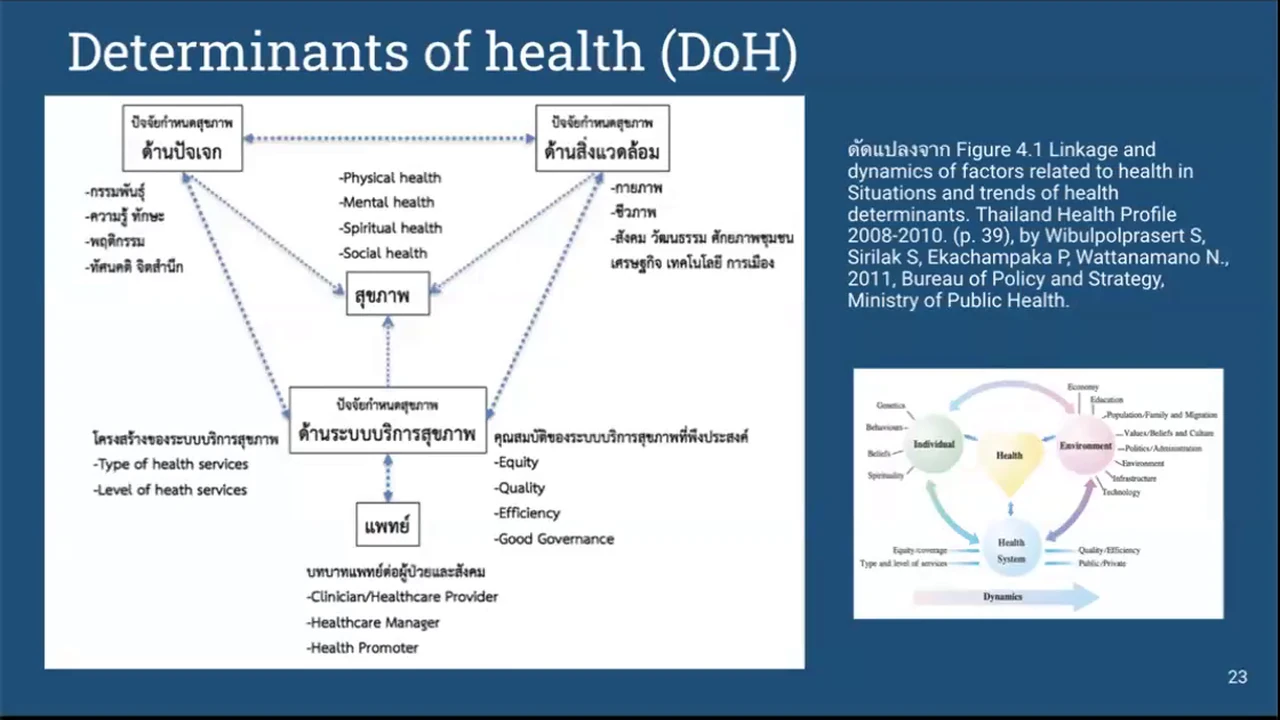 Determinants of health (DoH)
ปัจจัยกำหนดสุขภาพ
ด้านปัจเจก
-กรรมพันธุ์
-ความรู้ ทักษะ
-พฤติกรรม
-ทัศนคติ จิตสำนึก
-Physical health
-Mental health
-Spiritual health
-Social health
สุขภาพ
ปัจจัยกำหนดสุขภาพ
ด้านสิ่งแวดล้อม
-กายภาพ
-ชีวภาพ
-สังคม วัฒนธรรม ศักยภาพชุมชน
เศรษฐกิจ เทคโนโลยี การเมือง
ปัจจัยกำหนดสุขภาพ
ด้านระบบบริการสุขภาพ
โครงสร้างของระบบบริการสุขภาพ
-Type of health services
-Level of heath services
คุณสมบัติของระบบบริการสุขภาพที่พึงประสงค์
-Equity
-Quality
-Efficiency
-Good Governance
แพทย์
บทบาทแพทย์ต่อผู้ป่วยและสังคม
-Clinician/Healthcare Provider
-Healthcare Manager
-Health Promoter
ดัดแปลงจาก Figure 4.1 Linkage and
dynamics of factors related to health in
Situations and trends of health
determinants. Thailand Health Profile
2008-2010. (p. 39), by Wibulpolprasert S,
Sirilak S, Ekachampaka P, Wattanamano N.,
2011, Bureau of Policy and Strategy,
Ministry of Public Health.
Genetics
Behaviours
Beliefs
Spirituality
Individual
Health
Environment
Economy
Education
Population/Family and Migration
Values/Beliefs and Culture
Politics/Administration
Environment
Infrastructure
Technology
Health
System
Equity/coverage
Type and level of services
Quality/Efficiency
Public/Private
Dynamics
23